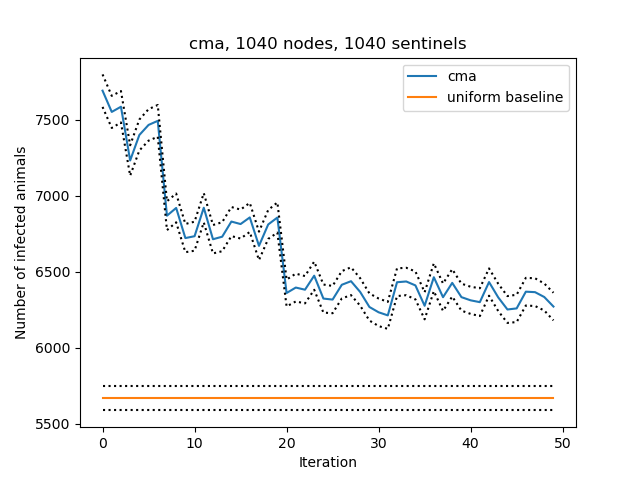 cma, 1040 nodes, 1040 sentinels
cma
uniform baseline
Number of infected animals
7500
7000
6500
6000
5500
0 10 20 30 40 50
Iteration